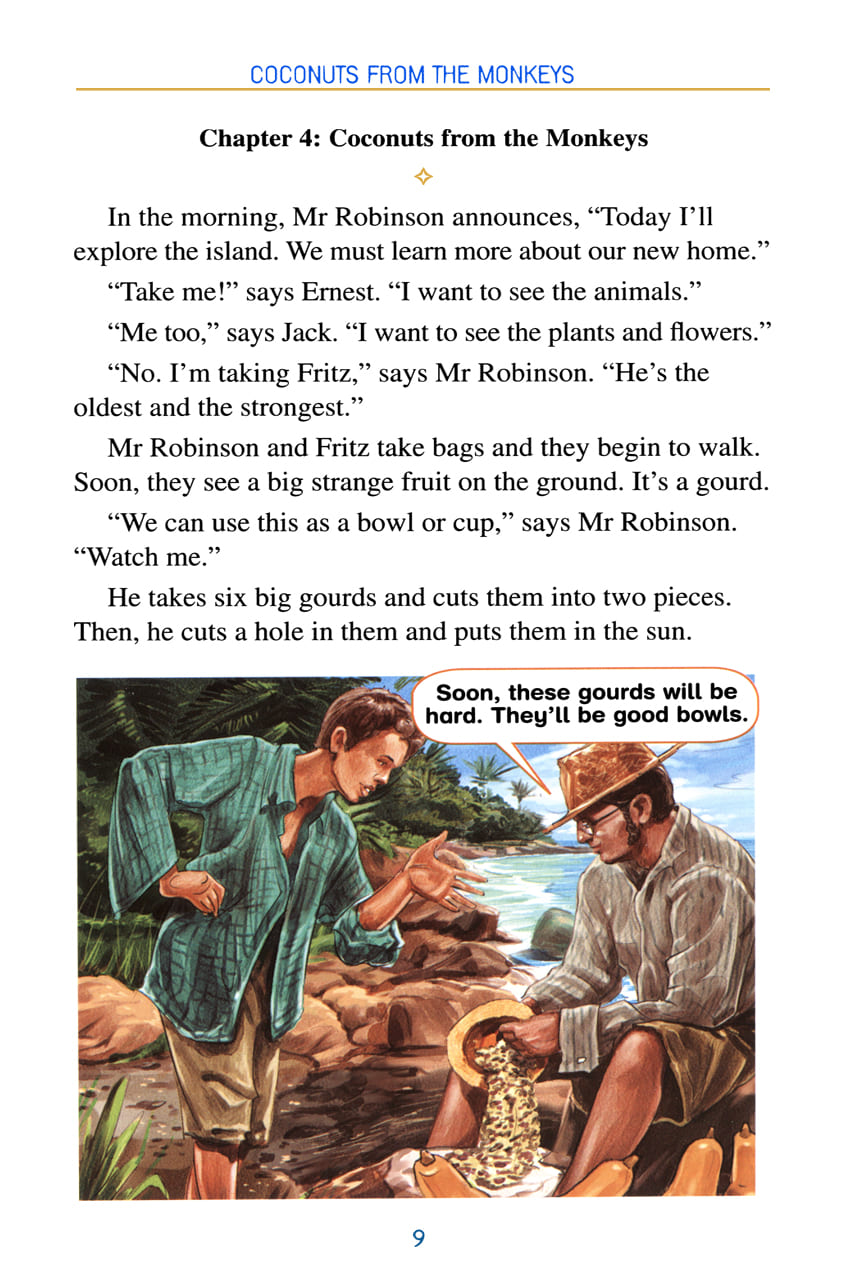 COCONUTS FROM THE MONKEYS
Chapter 4: Coconuts from the Monkeys
In the morning, Mr Robinson announces, “Today I’ll
explore the island. We must learn more about our new home.”
“Take me!” says Ernest. “I want to see the animals.”
“Me too,” says Jack. “I want to see the plants and flowers.”
“No. I’m taking Fritz,” says Mr Robinson. “He’s the
oldest and the strongest.”
Mr Robinson and Fritz take bags and they begin to walk.
Soon, they see a big strange fruit on the ground. It’s a gourd.
“We can use this as a bowl or cup,” says Mr Robinson.
“Watch me.”
He takes six big gourds and cuts them into two pieces.
Then, he cuts a hole in them and puts them in the sun.
Soon, these gourds will be
hard. They’ll be good bowls.
9